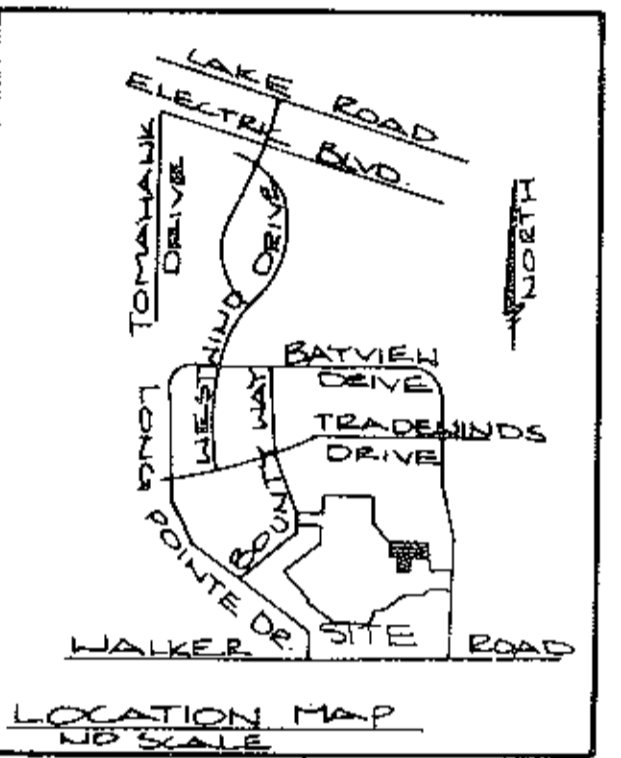 LAKE ROAD
ELECTRIC BLVD.
TOMAHAWK
DRIVE
NORTH
WESTWIND DRIVE
BAYVIEW
DRIVE
LONG
POINTE DR.
BOUNTY WAY
TRADEWINDS
DRIVE
SITE
WALKER ROAD
LOCATION MAP
NO SCALE